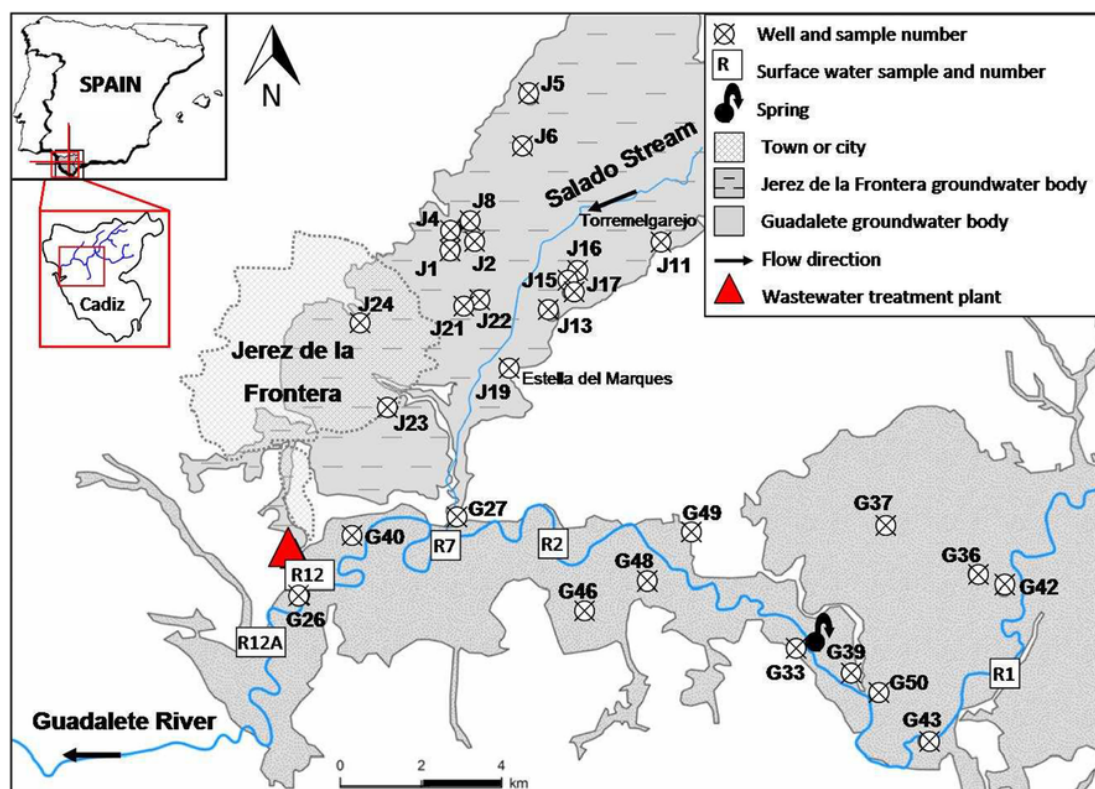 SPAIN
Cadiz
N
Well and sample number
R
Surface water sample and number
Spring
Town or city
Jerez de la Frontera groundwater body
Guadalete groundwater body
Flow direction
Wastewater treatment plant
J5
J6
Salado Stream
J8
J4
Torremelgarejo
J2
J1
J11
J16
J15
J17
J24
J22
J21
J13
Jerez de la
Frontera
J19
Estella del Marques
J23
G27
G37
G49
G40
R7
R2
G36
R12
G48
G42
G46
G26
R12A
G39
G33
R1
G50
G43
Guadalete River
0 2 4
km